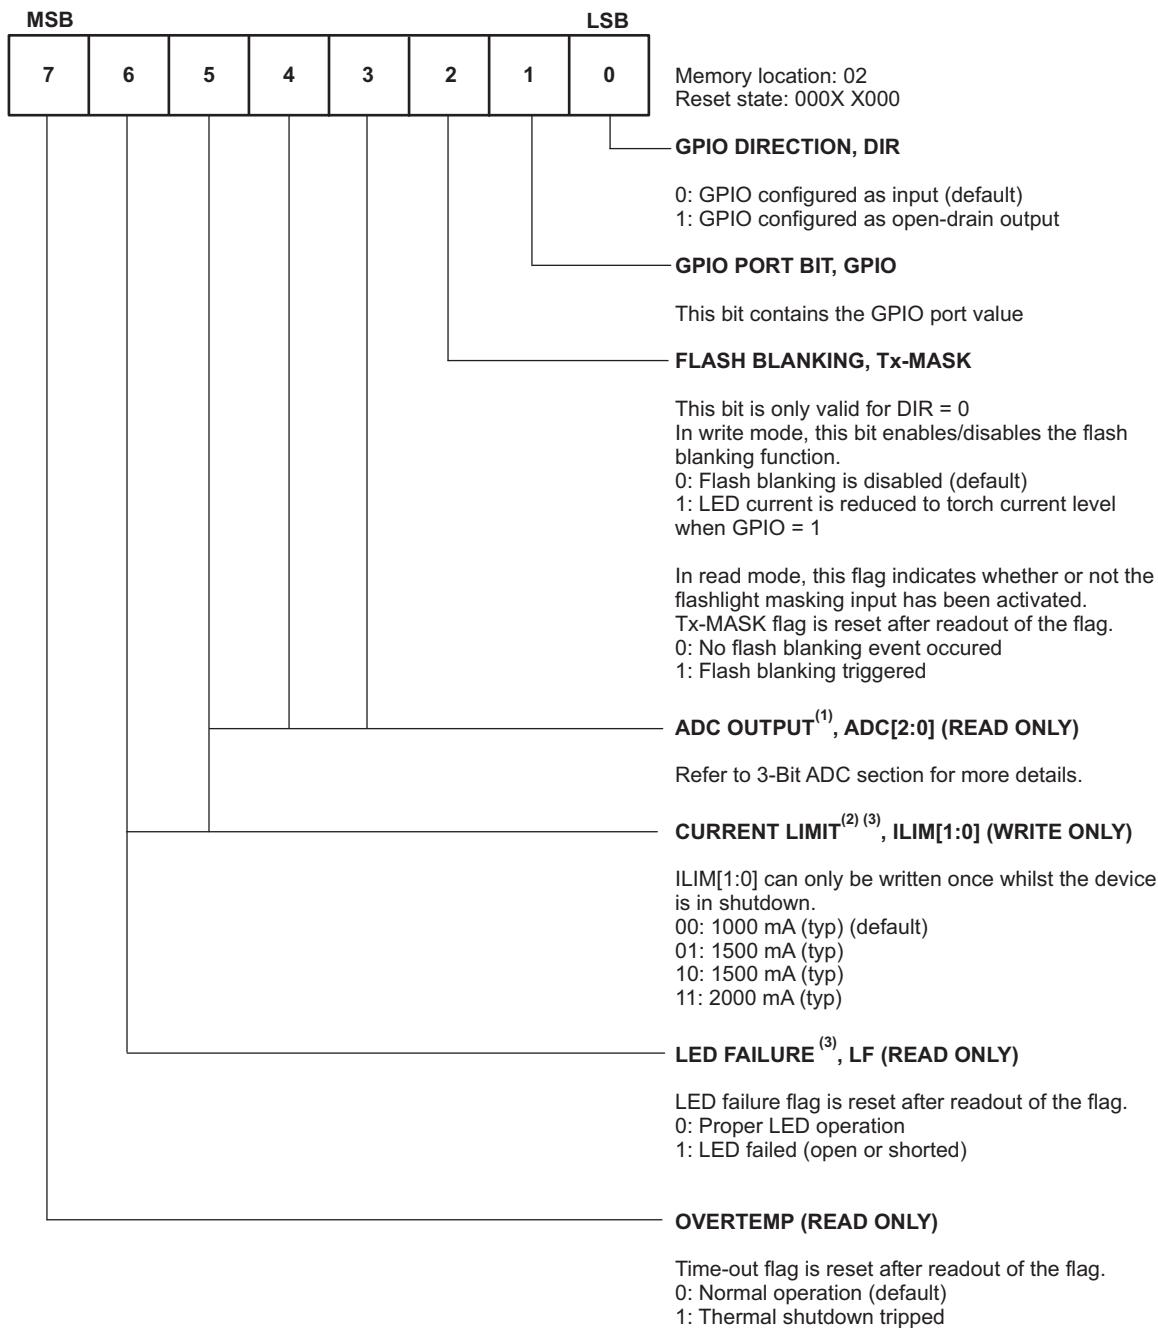 MSB LSB
7 6 5 4 3 2 1 0
Memory location: 02
Reset state: 000X X000
GPIO DIRECTION, DIR
0: GPIO configured as input (default)
1: GPIO configured as open-drain output
GPIO PORT BIT, GPIO
This bit contains the GPIO port value
FLASH BLANKING, Tx-MASK
This bit is only valid for DIR = 0
In write mode, this bit enables/disables the flash
blanking function.
0: Flash blanking is disabled (default)
1: LED current is reduced to torch current level
when GPIO = 1
In read mode, this flag indicates whether or not the
flashlight masking input has been activated.
Tx-MASK flag is reset after readout of the flag.
0: No flash blanking event occured
1: Flash blanking triggered
ADC OUTPUT(1), ADC[2:0] (READ ONLY)
Refer to 3-Bit ADC section for more details.
CURRENT LIMIT(2) (3), ILIM[1:0] (WRITE ONLY)
ILIM[1:0] can only be written once whilst the device
is in shutdown.
00: 1000 mA (typ) (default)
01: 1500 mA (typ)
10: 1500 mA (typ)
11: 2000 mA (typ)
LED FAILURE (3), LF (READ ONLY)
LED failure flag is reset after readout of the flag.
0: Proper LED operation
1: LED failed (open or shorted)
OVERTEMP (READ ONLY)
Time-out flag is reset after readout of the flag.
0: Normal operation (default)
1: Thermal shutdown tripped